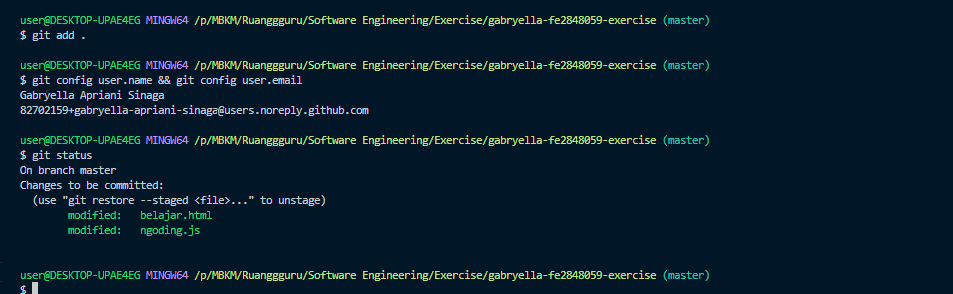 user@DESKTOP-UPAE4EG MINGW64 /p/MBKM/Ruanggguru/Software Engineering/Exercise/gabryella-fe2848059-exercise (master)
$ git add .
user@DESKTOP-UPAE4EG MINGW64 /p/MBKM/Ruanggguru/Software Engineering/Exercise/gabryella-fe2848059-exercise (master)
$ git config user.name && git config user.email
Gabryella Apriani Sinaga
82702159+gabryella-apriani-sinaga@users.noreply.github.com
user@DESKTOP-UPAE4EG MINGW64 /p/MBKM/Ruanggguru/Software Engineering/Exercise/gabryella-fe2848059-exercise (master)
$ git status
On branch master
Changes to be committed:
  (use "git restore --staged <file>..." to unstage)
        modified:   belajar.html
        modified:   ngoding.js
user@DESKTOP-UPAE4EG MINGW64 /p/MBKM/Ruanggguru/Software Engineering/Exercise/gabryella-fe2848059-exercise (master)
$